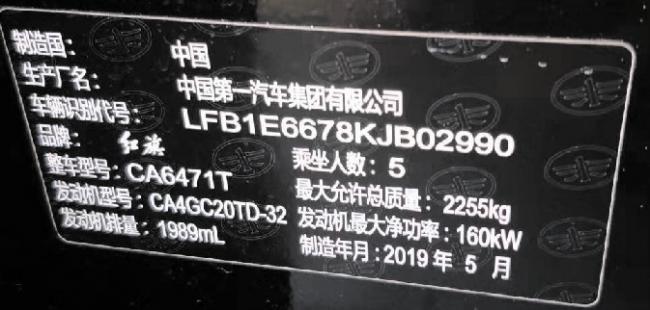 制造国： 中国
生产厂名： 中国第一汽车集团有限公司
车辆识别代号： LFB1E6678KJB02990
品牌： 红旗 乘坐人数：5
整车型号：CA6471T 最大允许总质量：2255kg
发动机型号：CA4GC20TD-32 发动机最大净功率：160kW
发动机排量：1989mL 制造年月：2019 年 5 月